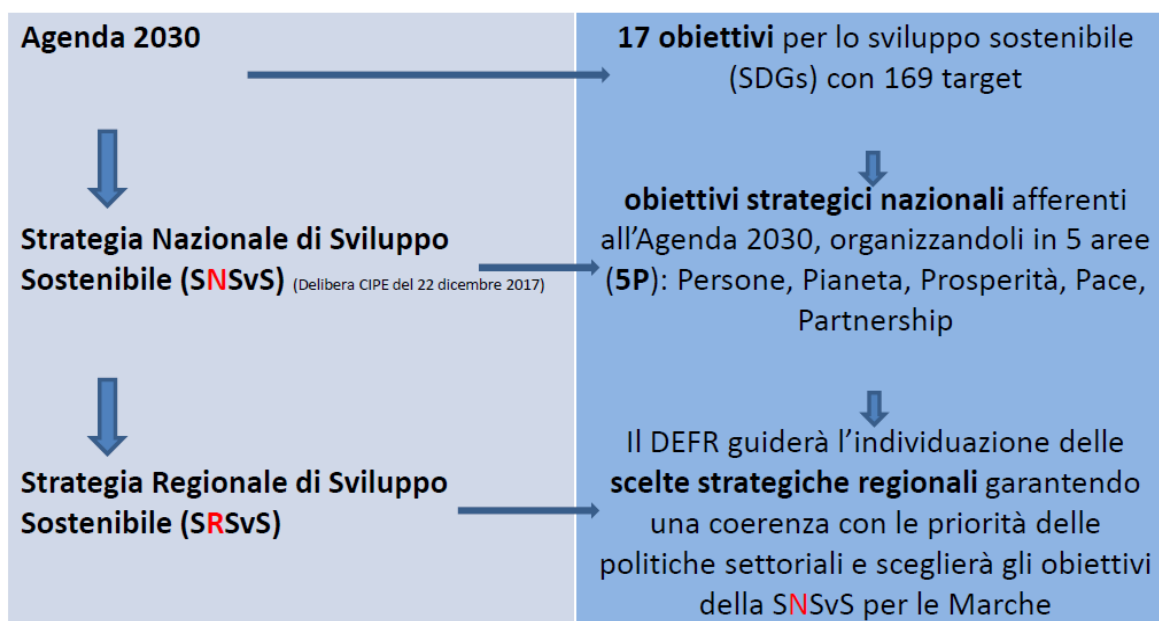 Agenda 2030
17 obiettivi per lo sviluppo sostenibile
(SDGs) con 169 target
Strategia Nazionale di Sviluppo
Sostenibile (SNSvS) (Delibera CIPE del 22 dicembre 2017)
obiettivi strategici nazionali afferenti
all’Agenda 2030, organizzandoli in 5 aree
(5P): Persone, Pianeta, Prosperità, Pace,
Partnership
Strategia Regionale di Sviluppo
Sostenibile (SRSvS)
Il DEFR guiderà l’individuazione delle
scelte strategiche regionali garantendo
una coerenza con le priorità delle
politiche settoriali e sceglierà gli obiettivi
della SNSvS per le Marche